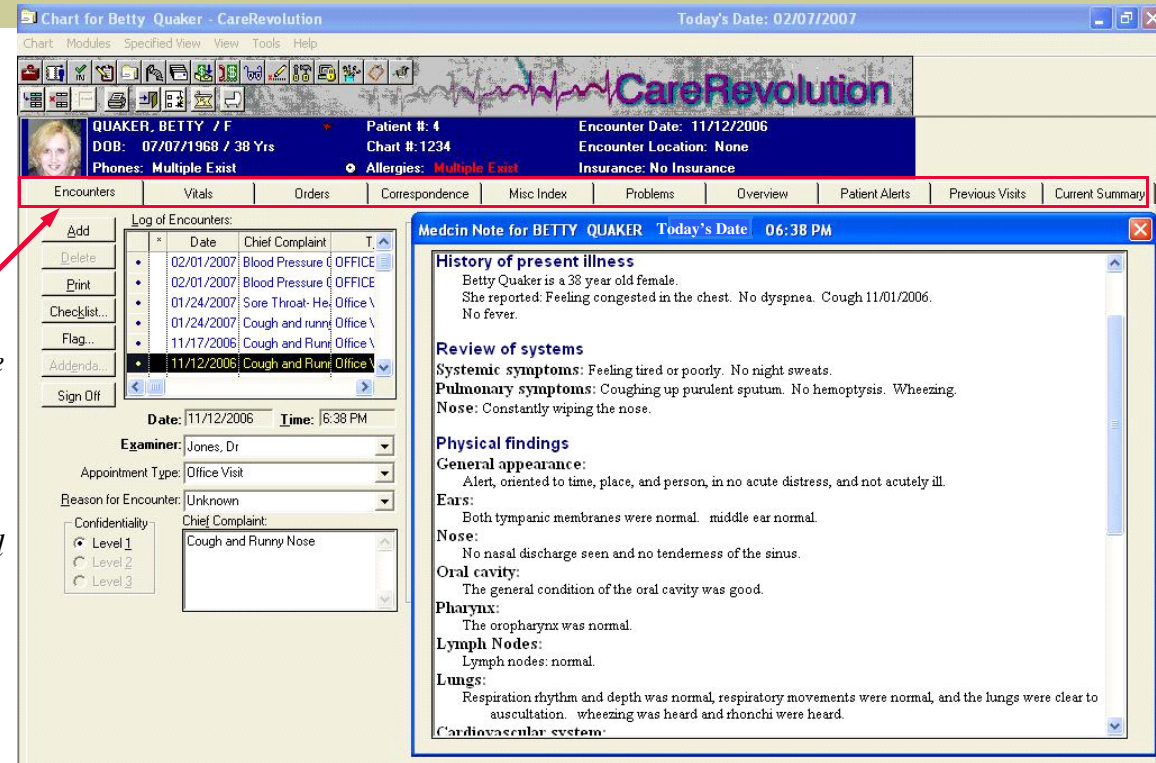 Chart for Betty Quaker - CareRevolution Today's Date: 02/07/2007
Chart Modules Specified View View Tools Help
CareRevolution
QUAKER, BETTY / F Patient #: 4 Encounter Date: 11/12/2006
DOB: 07/07/1968 / 38 Yrs Chart #: 1234 Encounter Location: None
Phones: Multiple Exist Allergies: Multiple Exist Insurance: No Insurance
Encounters Vitals Orders Correspondence Misc Index Problems Overview Patient Alerts Previous Visits Current Summary
Add
Delete
Print
Checklist...
Flag...
Addenda...
Sign Off
Log of Encounters:
* Date Chief Complaint T
02/01/2007 Blood Pressure C OFFICE
02/01/2007 Blood Pressure C OFFICE
01/24/2007 Sore Throat- He Office V
01/24/2007 Cough and runny Office V
11/17/2006 Cough and Runn Office V
11/12/2006 Cough and Runn Office V
Date: 11/12/2006 Time: 6:38 PM
Examiner: Jones, Dr
Appointment Type: Office Visit
Reason for Encounter: Unknown
Confidentiality
Level 1
Level 2
Level 3
Chief Complaint:
Cough and Runny Nose
Medcin Note for BETTY QUAKER Today's Date 06:38 PM
History of present illness
Betty Quaker is a 38 year old female.
She reported: Feeling congested in the chest. No dyspnea. Cough 11/01/2006.
No fever.
Review of systems
Systemic symptoms: Feeling tired or poorly. No night sweats.
Pulmonary symptoms: Coughing up purulent sputum. No hemoptysis. Wheezing.
Nose: Constantly wiping the nose.
Physical findings
General appearance:
Alert, oriented to time, place, and person, in no acute distress, and not acutely ill.
Ears:
Both tympanic membranes were normal. middle ear normal.
Nose:
No nasal discharge seen and no tenderness of the sinus.
Oral cavity:
The general condition of the oral cavity was good.
Pharynx:
The oropharynx was normal.
Lymph Nodes:
Lymph nodes: normal.
Lungs:
Respiration rhythm and depth was normal, respiratory movements were normal, and the lungs were clear to
auscultation. wheezing was heard and rhonchi were heard.
Cardiovascular system: